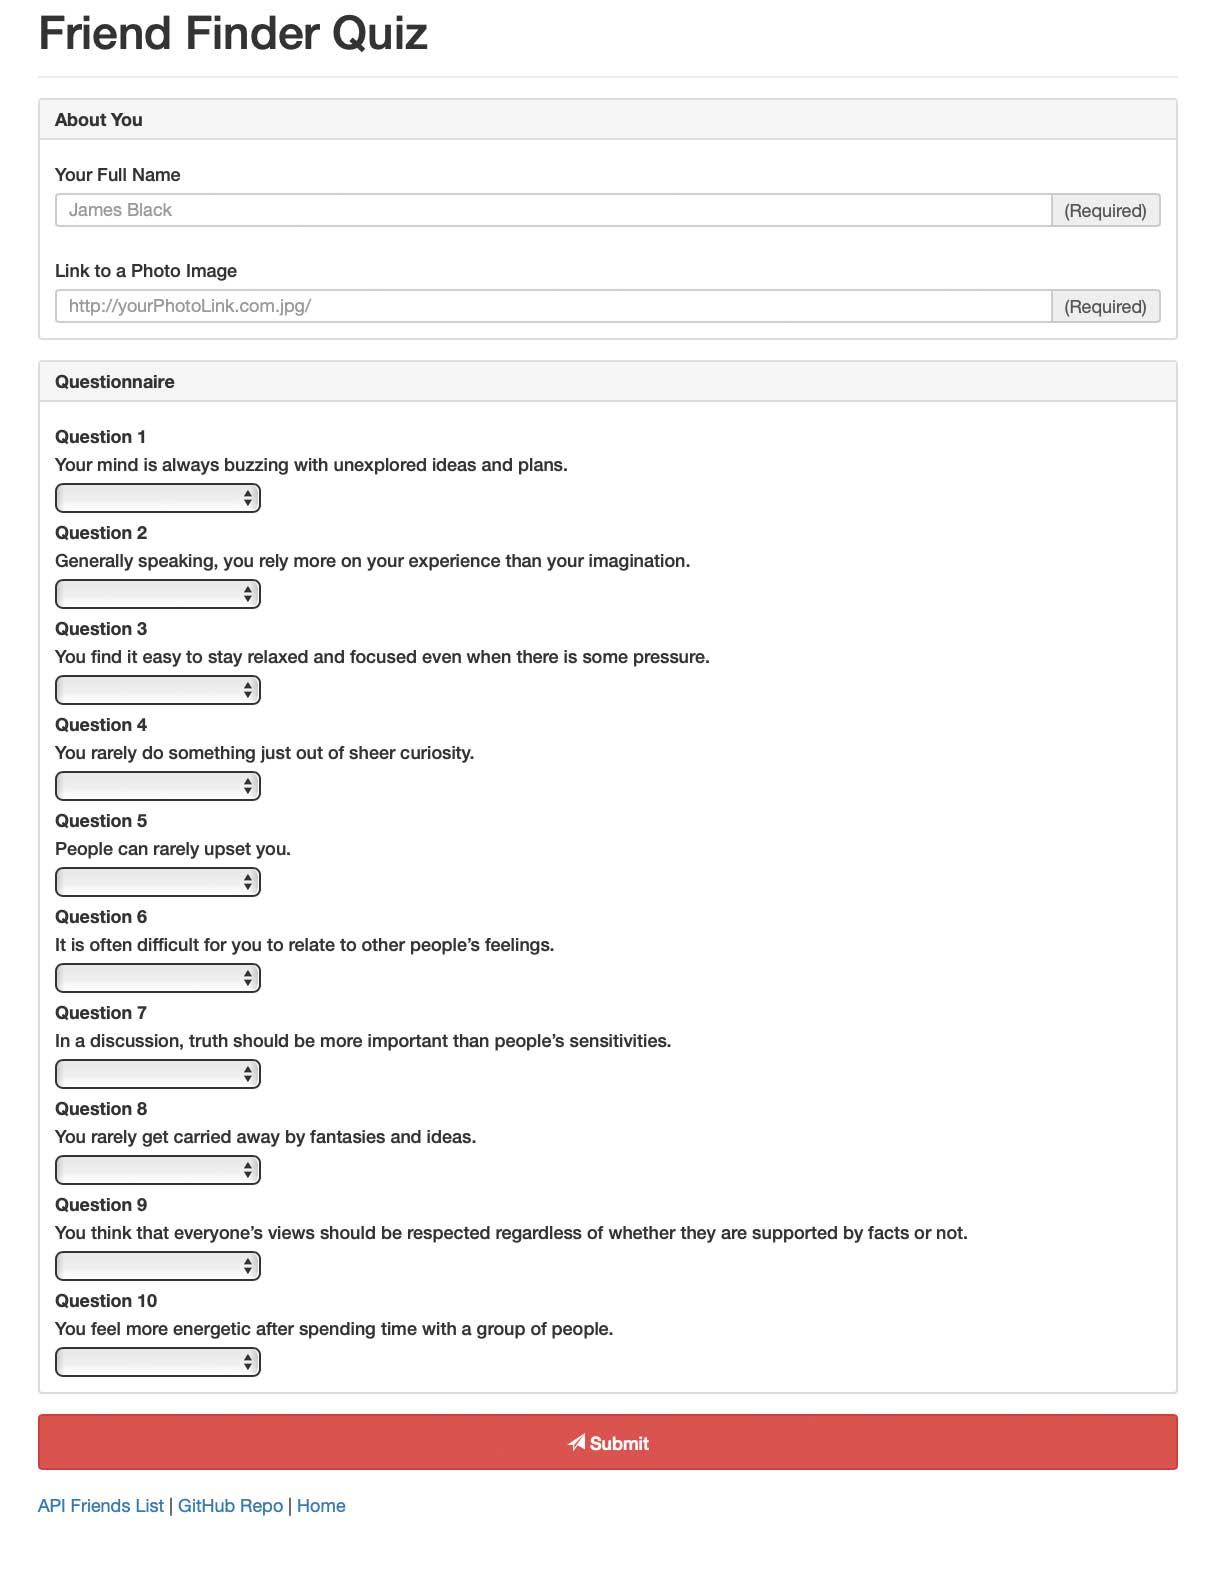 Friend Finder Quiz
About You
Your Full Name
James Black
(Required)
Link to a Photo Image
http://yourPhotoLink.com.jpg/
(Required)
Questionnaire
Question 1
Your mind is always buzzing with unexplored ideas and plans.
Question 2
Generally speaking, you rely more on your experience than your imagination.
Question 3
You find it easy to stay relaxed and focused even when there is some pressure.
Question 4
You rarely do something just out of sheer curiosity.
Question 5
People can rarely upset you.
Question 6
It is often difficult for you to relate to other people’s feelings.
Question 7
In a discussion, truth should be more important than people’s sensitivities.
Question 8
You rarely get carried away by fantasies and ideas.
Question 9
You think that everyone’s views should be respected regardless of whether they are supported by facts or not.
Question 10
You feel more energetic after spending time with a group of people.
Submit
API Friends List | GitHub Repo | Home